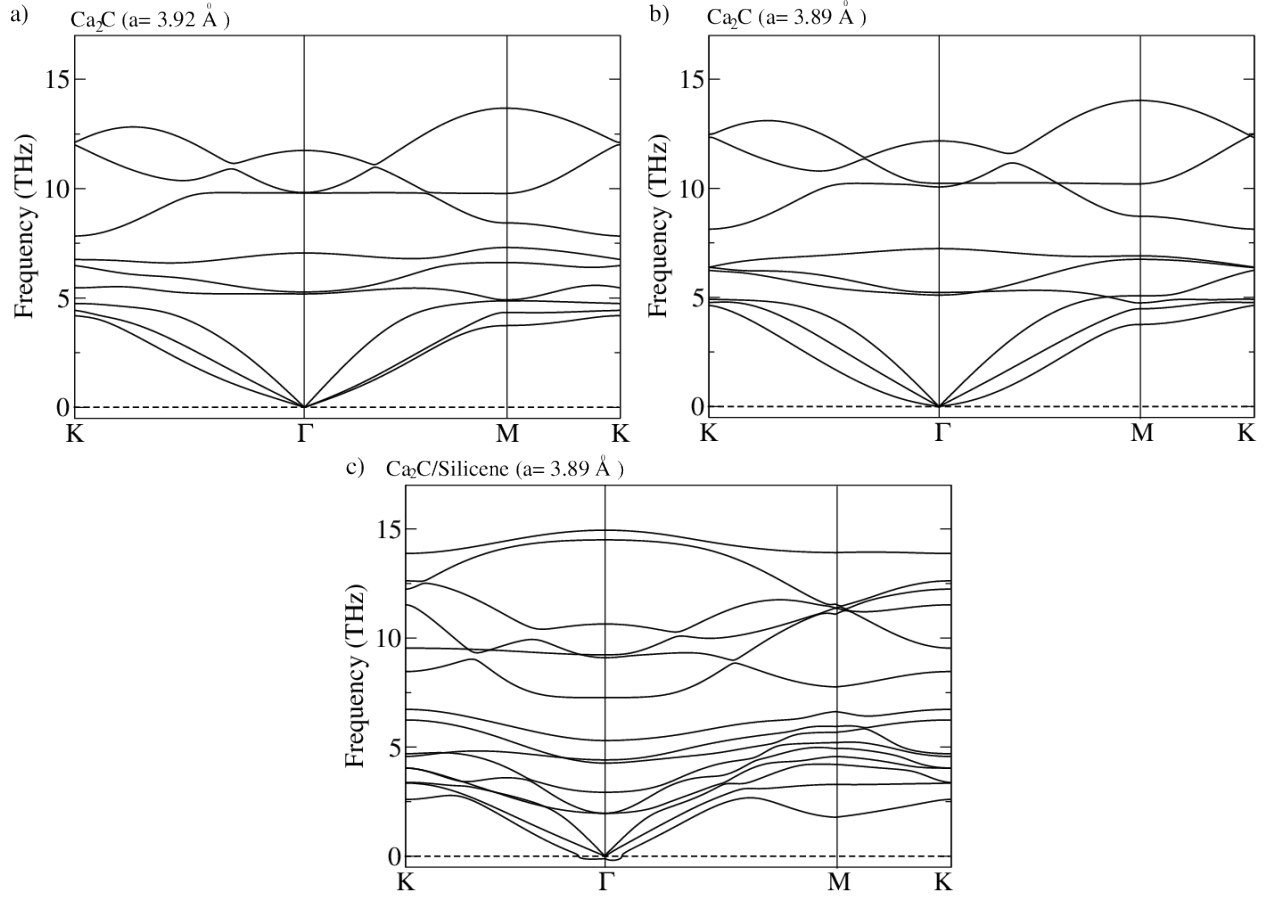 a) Ca₂C (a= 3.92 Å )
15
10
5
0
Frequency (THz)
K Γ M K
b) Ca₂C (a= 3.89 Å )
15
10
5
0
Frequency (THz)
K Γ M K
c) Ca₂C/Silicene (a= 3.89 Å )
15
10
5
0
Frequency (THz)
K Γ M K